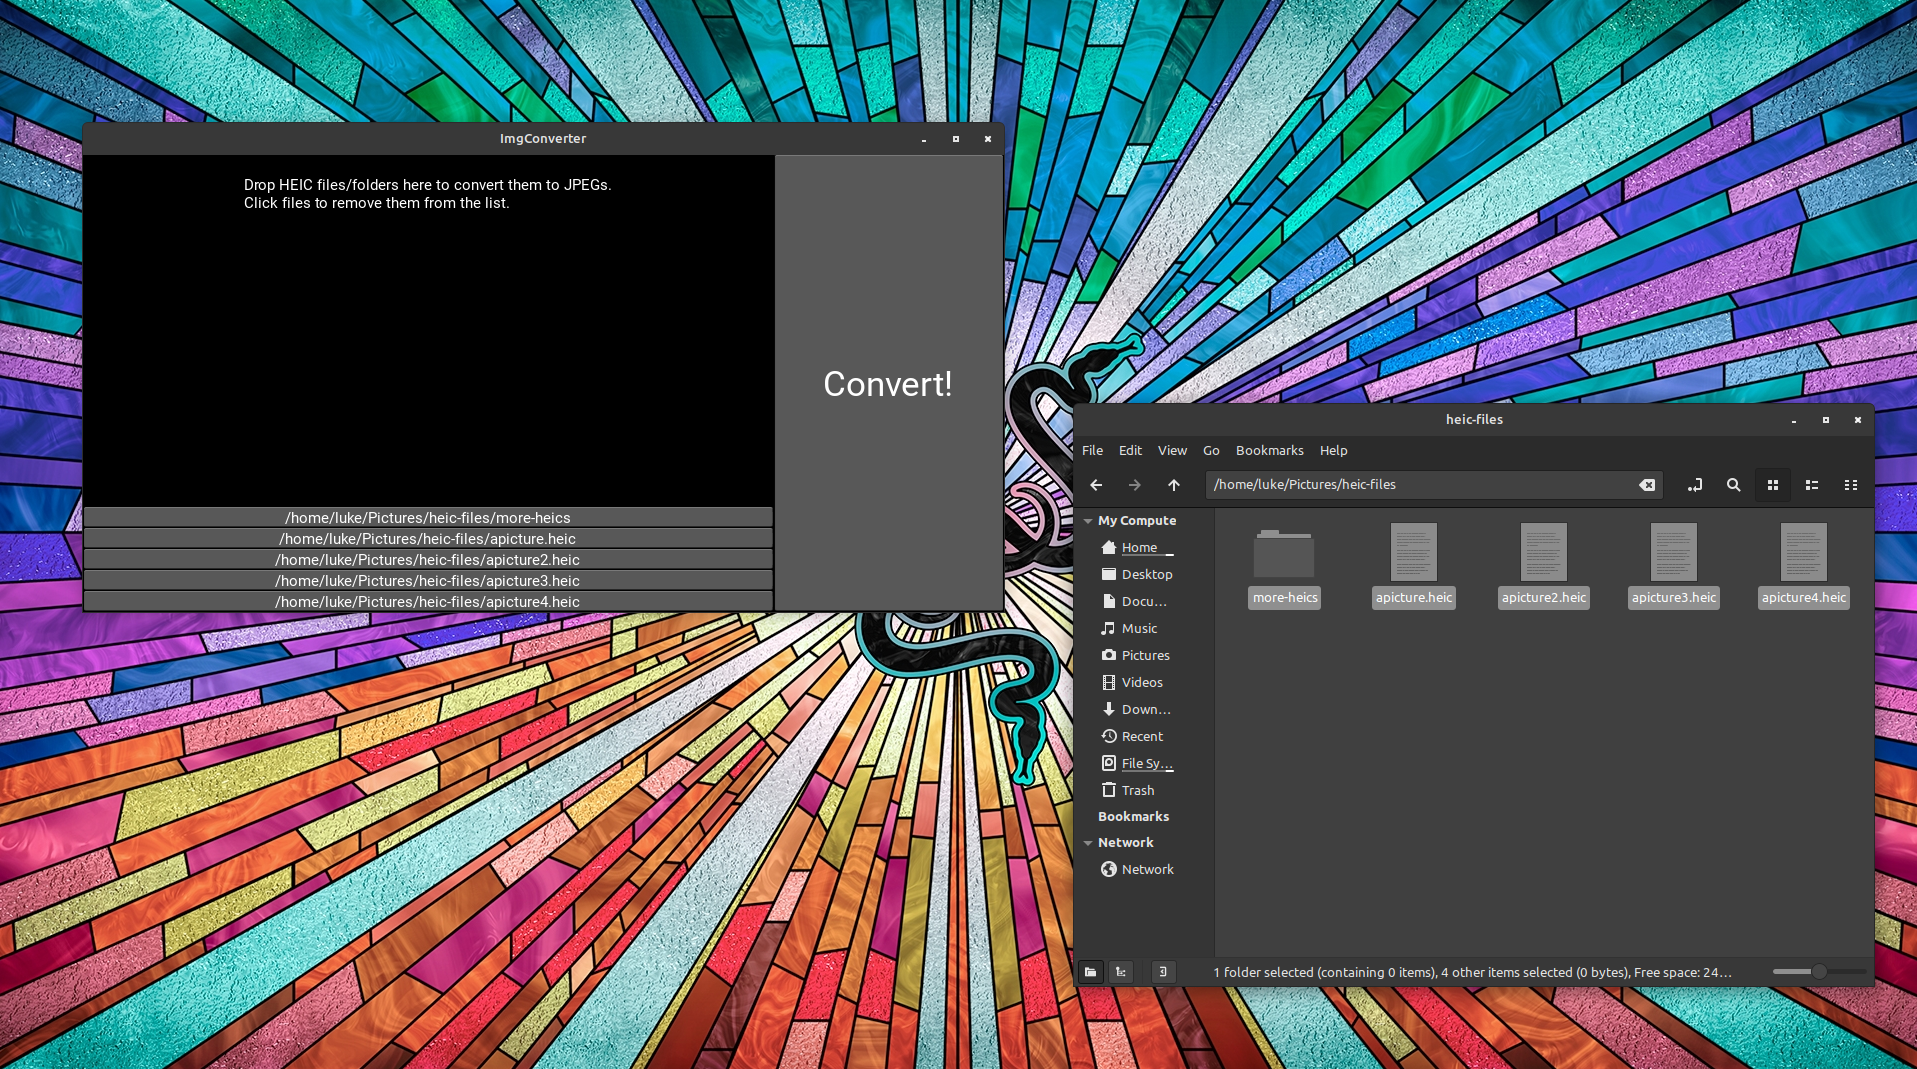 ImgConverter
Drop HEIC files/folders here to convert them to JPEGs.
Click files to remove them from the list.
Convert!
/home/luke/Pictures/heic-files/more-heics
/home/luke/Pictures/heic-files/apicture.heic
/home/luke/Pictures/heic-files/apicture2.heic
/home/luke/Pictures/heic-files/apicture3.heic
/home/luke/Pictures/heic-files/apicture4.heic
heic-files
File Edit View Go Bookmarks Help
/home/luke/Pictures/heic-files
My Compute
Home
Desktop
Docu...
Music
Pictures
Videos
Down...
Recent
File Sy...
Trash
Bookmarks
Network
Network
more-heics apicture.heic apicture2.heic apicture3.heic apicture4.heic
1 folder selected (containing 0 items), 4 other items selected (0 bytes), Free space: 24...